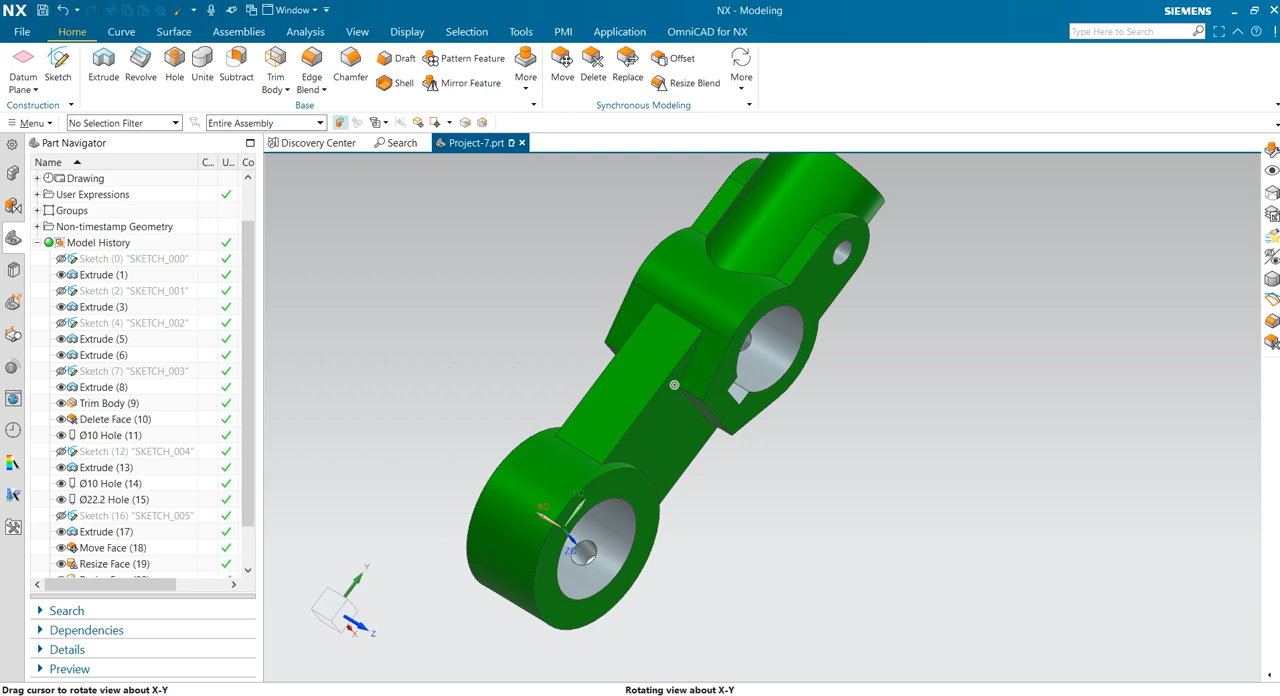 NX Window NX - Modeling SIEMENS
File Home Curve Surface Assemblies Analysis View Display Selection Tools PMI Application OmniCAD for NX Type Here to Search
Datum Plane Sketch Extrude Revolve Hole Unite Subtract Trim Body Edge Blend Chamfer Draft Shell Pattern Feature Mirror Feature More Move Delete Replace Offset Resize Blend More
Construction Base Synchronous Modeling
Menu No Selection Filter Entire Assembly
Part Navigator Discovery Center Search Project-7.prt
Name C... U... Co
Drawing
User Expressions
Groups
Non-timestamp Geometry
Model History
Sketch (0) "SKETCH_000"
Extrude (1)
Sketch (2) "SKETCH_001"
Extrude (3)
Sketch (4) "SKETCH_002"
Extrude (5)
Extrude (6)
Sketch (7) "SKETCH_003"
Extrude (8)
Trim Body (9)
Delete Face (10)
Ø10 Hole (11)
Sketch (12) "SKETCH_004"
Extrude (13)
Ø10 Hole (14)
Ø22.2 Hole (15)
Sketch (16) "SKETCH_005"
Extrude (17)
Move Face (18)
Resize Face (19)
XC YC ZC
Y
Z
X
Search
Dependencies
Details
Preview
Drag cursor to rotate view about X-Y Rotating view about X-Y